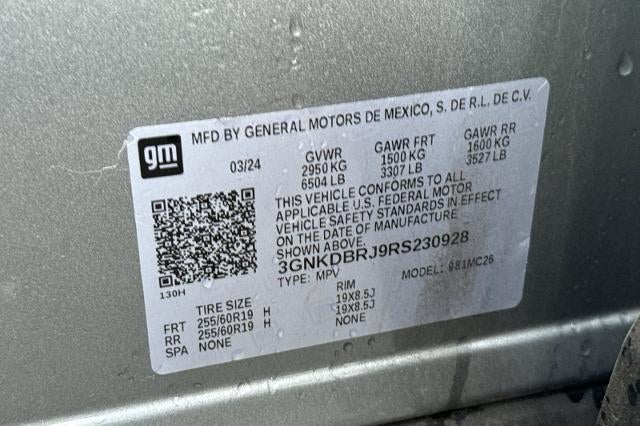 gm
MFD BY GENERAL MOTORS DE MEXICO, S. DE R.L. DE C.V.
03/24 GVWR GAWR FRT GAWR RR
2950 KG 1500 KG 1600 KG
6504 LB 3307 LB 3527 LB
THIS VEHICLE CONFORMS TO ALL
APPLICABLE U.S. FEDERAL MOTOR
VEHICLE SAFETY STANDARDS IN EFFECT
ON THE DATE OF MANUFACTURE
SHOWN ABOVE.
3GNKDBRJ9RS230928
TYPE: MPV MODEL: 981MC26
130H
TIRE SIZE RIM
FRT 255/60R19 H 19X8.5J
RR 255/60R19 H 19X8.5J
SPA NONE NONE